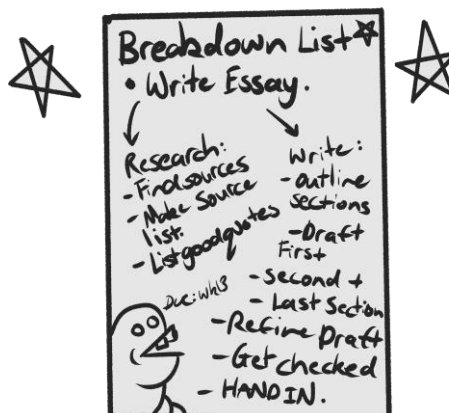 Breakdown List
• Write Essay.
Research:
- Find sources
- Make Source
list.
- List good quotes
Due: Wk3
Write:
- outline
sections
- Draft
First
- Second +
- Last Section
- Refine Draft
- Get checked
- HAND IN.